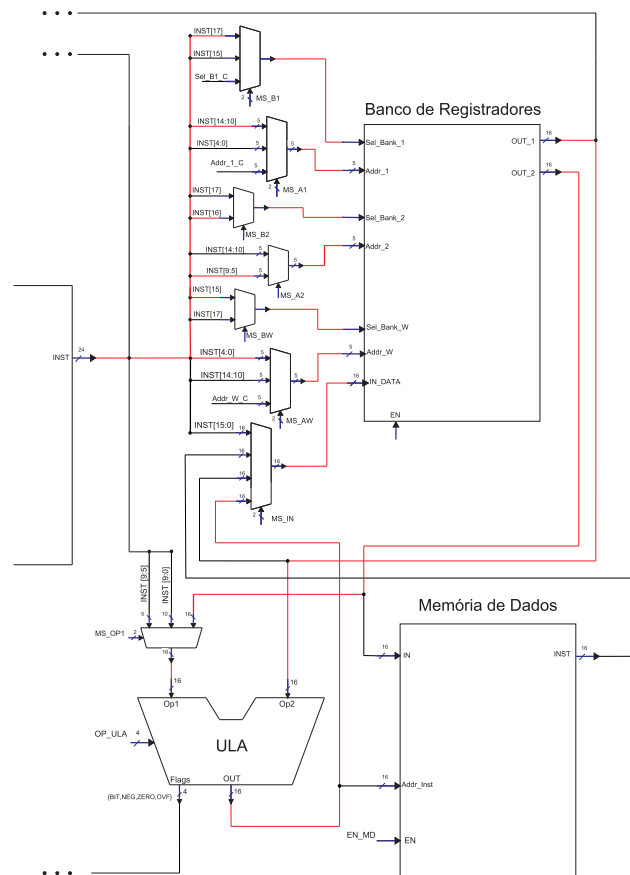 • • •
• • •
INST[17]
INST[15]
Sel_B1_C
2
MS_B1
Banco de Registradores
INST[14:10]
5
INST[4:0]
5
5
Addr_1_C
5
2
MS_A1
Sel_Bank_1
5
Addr_1
OUT_1
16
OUT_2
16
INST[17]
INST[16]
MS_B2
Sel_Bank_2
INST[14:10]
5
INST[9:5]
5
5
MS_A2
5
Addr_2
INST[15]
INST[17]
MS_BW
Sel_Bank_W
INST
24
INST[4:0]
5
INST[14:10]
5
5
Addr_W_C
5
2
MS_AW
5
Addr_W
16
IN_DATA
EN
INST[15:0]
16
16
16
16
16
2
MS_IN
INST [9:5]
INST [9:0]
5
10
16
MS_OP1
2
16
16
16
Op1
Op2
OP_ULA
4
ULA
Flags
OUT
(BIT,NEG,ZERO,OVF)
4
16
Memória de Dados
16
IN
INST
16
16
Addr_Inst
EN_MD
EN
• • •